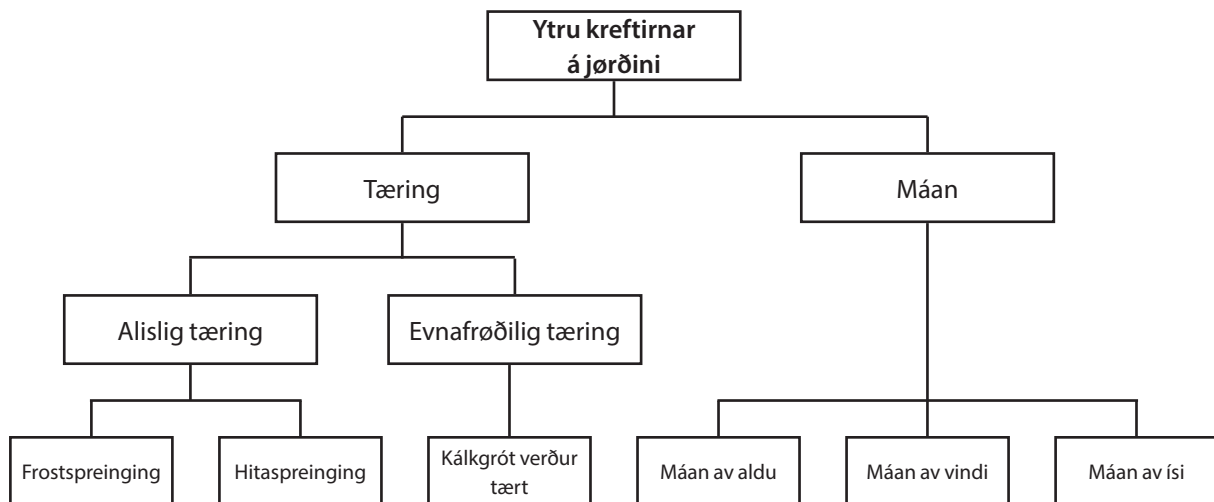 Ytru kreftirnar
á jørðini
Tæring
Máan
Alislig tæring
Evnafrøðilig tæring
Frostspreinging
Hitaspreinging
Kálkgrót verður
tært
Máan av aldu
Máan av vindi
Máan av ísi